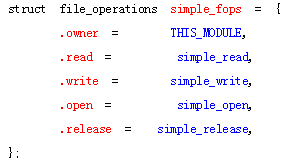 struct file_operations simple_fops = {
.owner = THIS_MODULE,
.read = simple_read,
.write = simple_write,
.open = simple_open,
.release = simple_release,
};